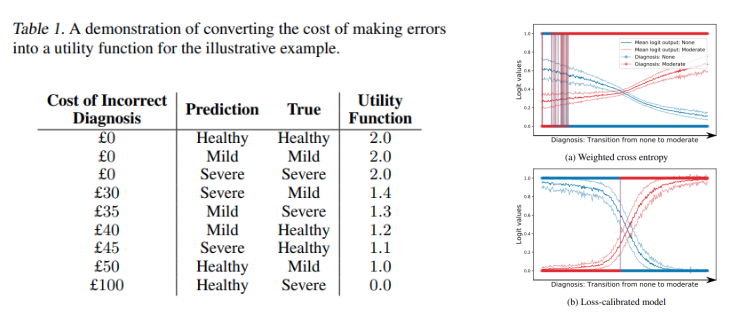 Table 1. A demonstration of converting the cost of making errors
into a utility function for the illustrative example.
Cost of Incorrect Diagnosis Prediction True Utility Function
£0 Healthy Healthy 2.0
£0 Mild Mild 2.0
£0 Severe Severe 2.0
£30 Severe Mild 1.4
£35 Mild Severe 1.3
£40 Mild Healthy 1.2
£45 Severe Healthy 1.1
£50 Healthy Mild 1.0
£100 Healthy Severe 0.0
Logit values
1.0
0.8
0.6
0.4
0.2
0.0
Mean logit output: None
Mean logit output: Moderate
Diagnosis: None
Diagnosis: Moderate
Diagnosis: Transition from none to moderate
(a) Weighted cross entropy
Logit values
1.0
0.8
0.6
0.4
0.2
0.0
Diagnosis: Transition from none to moderate
(b) Loss-calibrated model